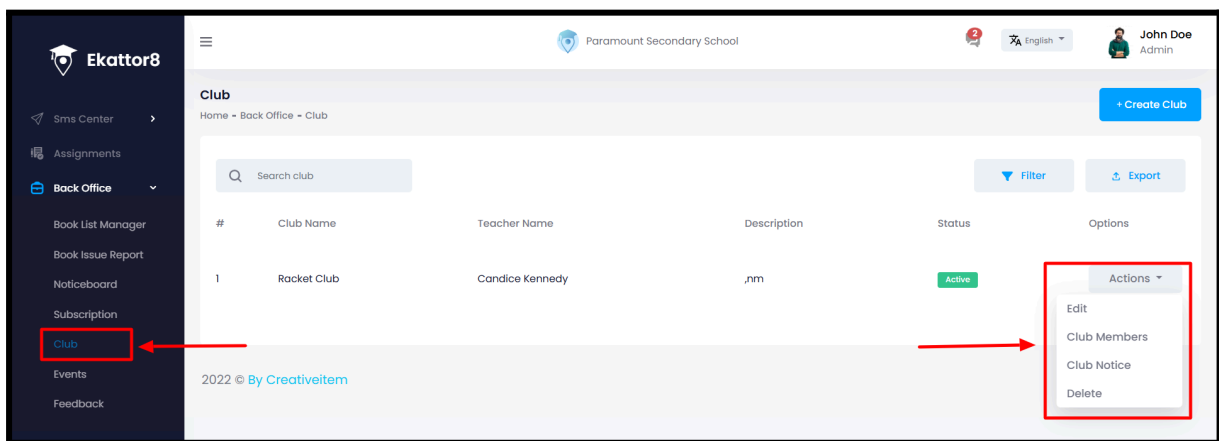 Ekattor8
Sms Center
Assignments
Back Office
Book List Manager
Book Issue Report
Noticeboard
Subscription
Club
Events
Feedback
Paramount Secondary School
2
English
John Doe
Admin
Club
Home - Back Office - Club
+ Create Club
Search club
Filter
Export
# Club Name Teacher Name Description Status Options
1 Racket Club Candice Kennedy ,nm Active Actions
Edit
Club Members
Club Notice
Delete
2022 © By Creativeitem